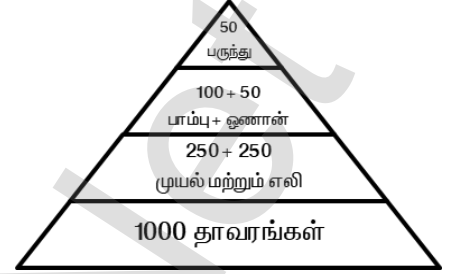 50
பருந்து
100 + 50
பாம்பு + ஓணான்
250 + 250
முயல் மற்றும் எலி
1000 தாவரங்கள்